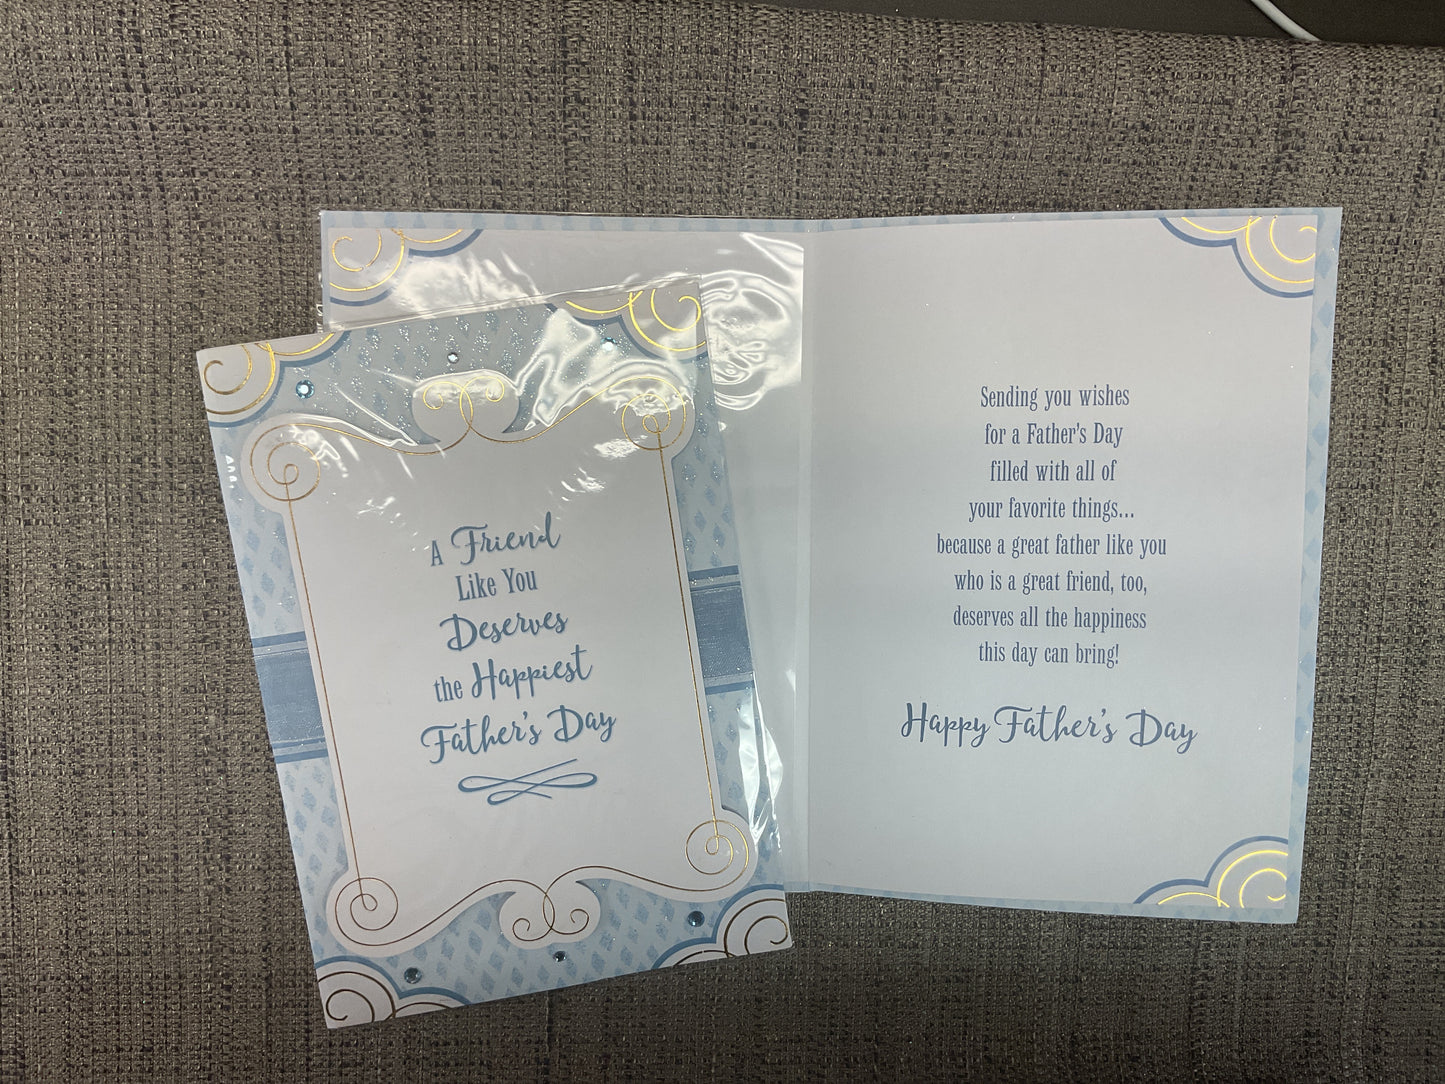 A Friend
Like You
Deserves
the Happiest
Father's Day
Sending you wishes
for a Father's Day
filled with all of
your favorite things...
because a great father like you
who is a great friend, too,
deserves all the happiness
this day can bring!
Happy Father's Day